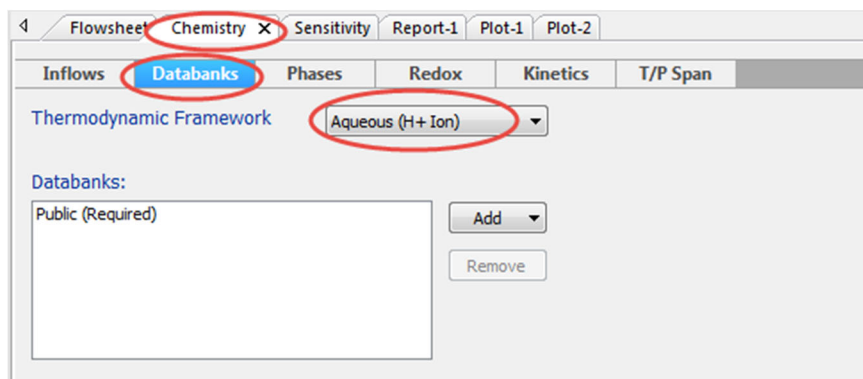 Flowsheet Chemistry X Sensitivity Report-1 Plot-1 Plot-2
Inflows Databanks Phases Redox Kinetics T/P Span
Thermodynamic Framework Aqueous (H+ Ion)
Databanks:
Public (Required)
Add
Remove